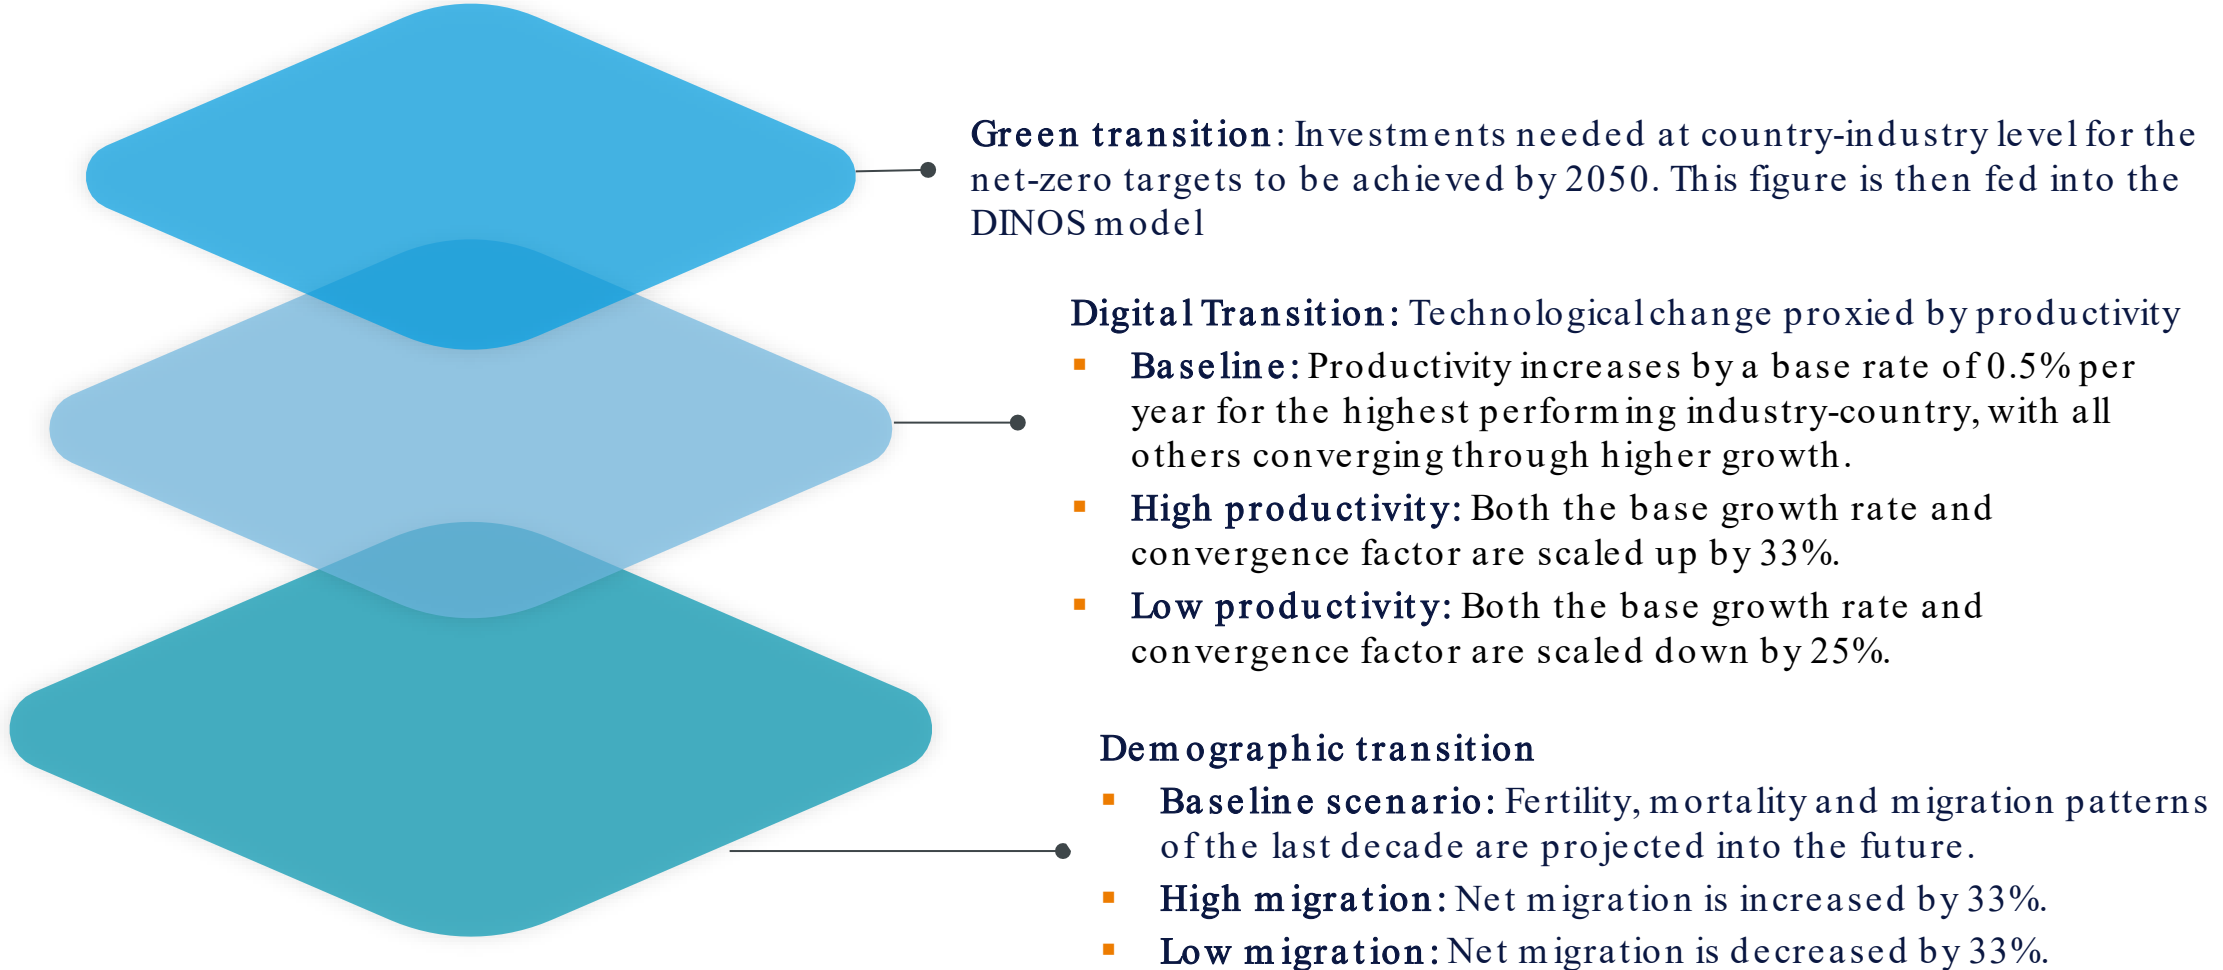 Green transition: Investments needed at country-industry level for the
net-zero targets to be achieved by 2050. This figure is then fed into the
DINOS model
Digital Transition: Technological change proxied by productivity
▪ Baseline: Productivity increases by a base rate of 0.5% per
year for the highest performing industry-country, with all
others converging through higher growth.
▪ High productivity: Both the base growth rate and
convergence factor are scaled up by 33%.
▪ Low productivity: Both the base growth rate and
convergence factor are scaled down by 25%.
Demographic transition
▪ Baseline scenario: Fertility, mortality and migration patterns
of the last decade are projected into the future.
▪ High migration: Net migration is increased by 33%.
▪ Low migration: Net migration is decreased by 33%.